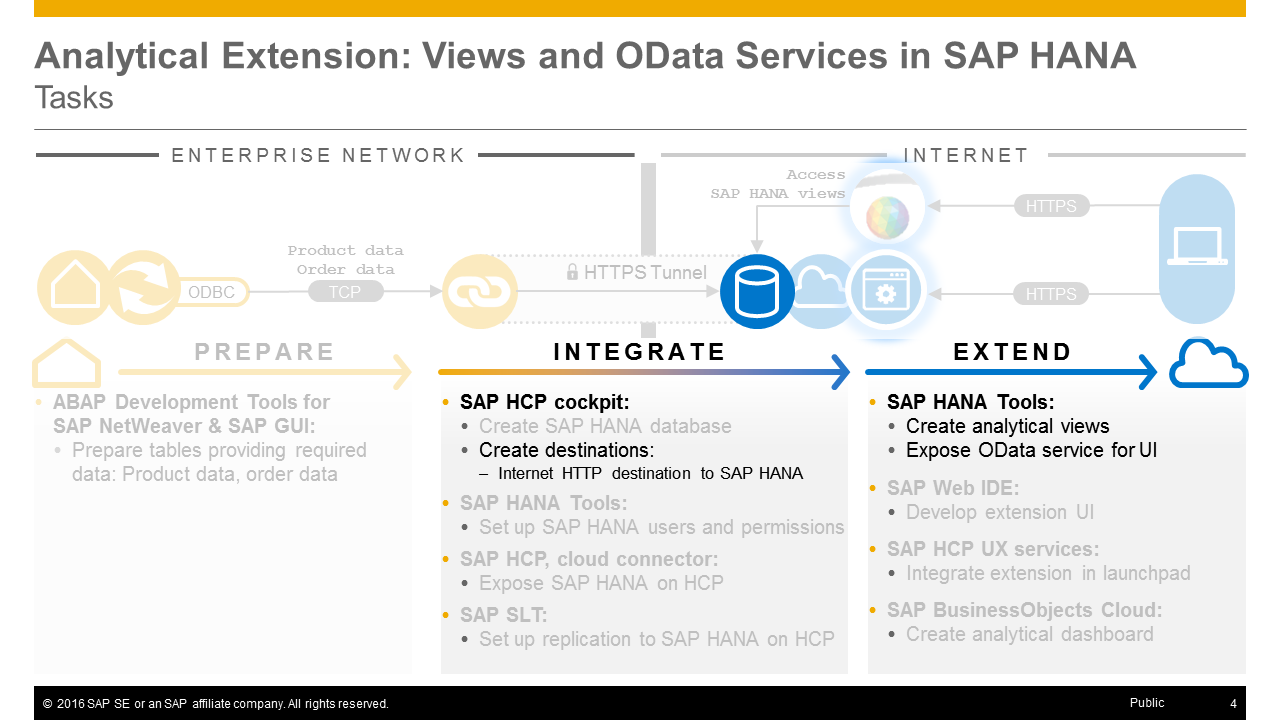 Analytical Extension: Views and OData Services in SAP HANA
Tasks
ENTERPRISE NETWORK
INTERNET
Access
SAP HANA views
HTTPS
Product data
Order data
ODBC
TCP
HTTPS Tunnel
HTTPS
PREPARE
• ABAP Development Tools for
SAP NetWeaver & SAP GUI:
• Prepare tables providing required
data: Product data, order data
INTEGRATE
• SAP HCP cockpit:
• Create SAP HANA database
• Create destinations:
– Internet HTTP destination to SAP HANA
• SAP HANA Tools:
• Set up SAP HANA users and permissions
• SAP HCP, cloud connector:
• Expose SAP HANA on HCP
• SAP SLT:
• Set up replication to SAP HANA on HCP
EXTEND
• SAP HANA Tools:
• Create analytical views
• Expose OData service for UI
• SAP Web IDE:
• Develop extension UI
• SAP HCP UX services:
• Integrate extension in launchpad
• SAP BusinessObjects Cloud:
• Create analytical dashboard
© 2016 SAP SE or an SAP affiliate company. All rights reserved.
Public
4